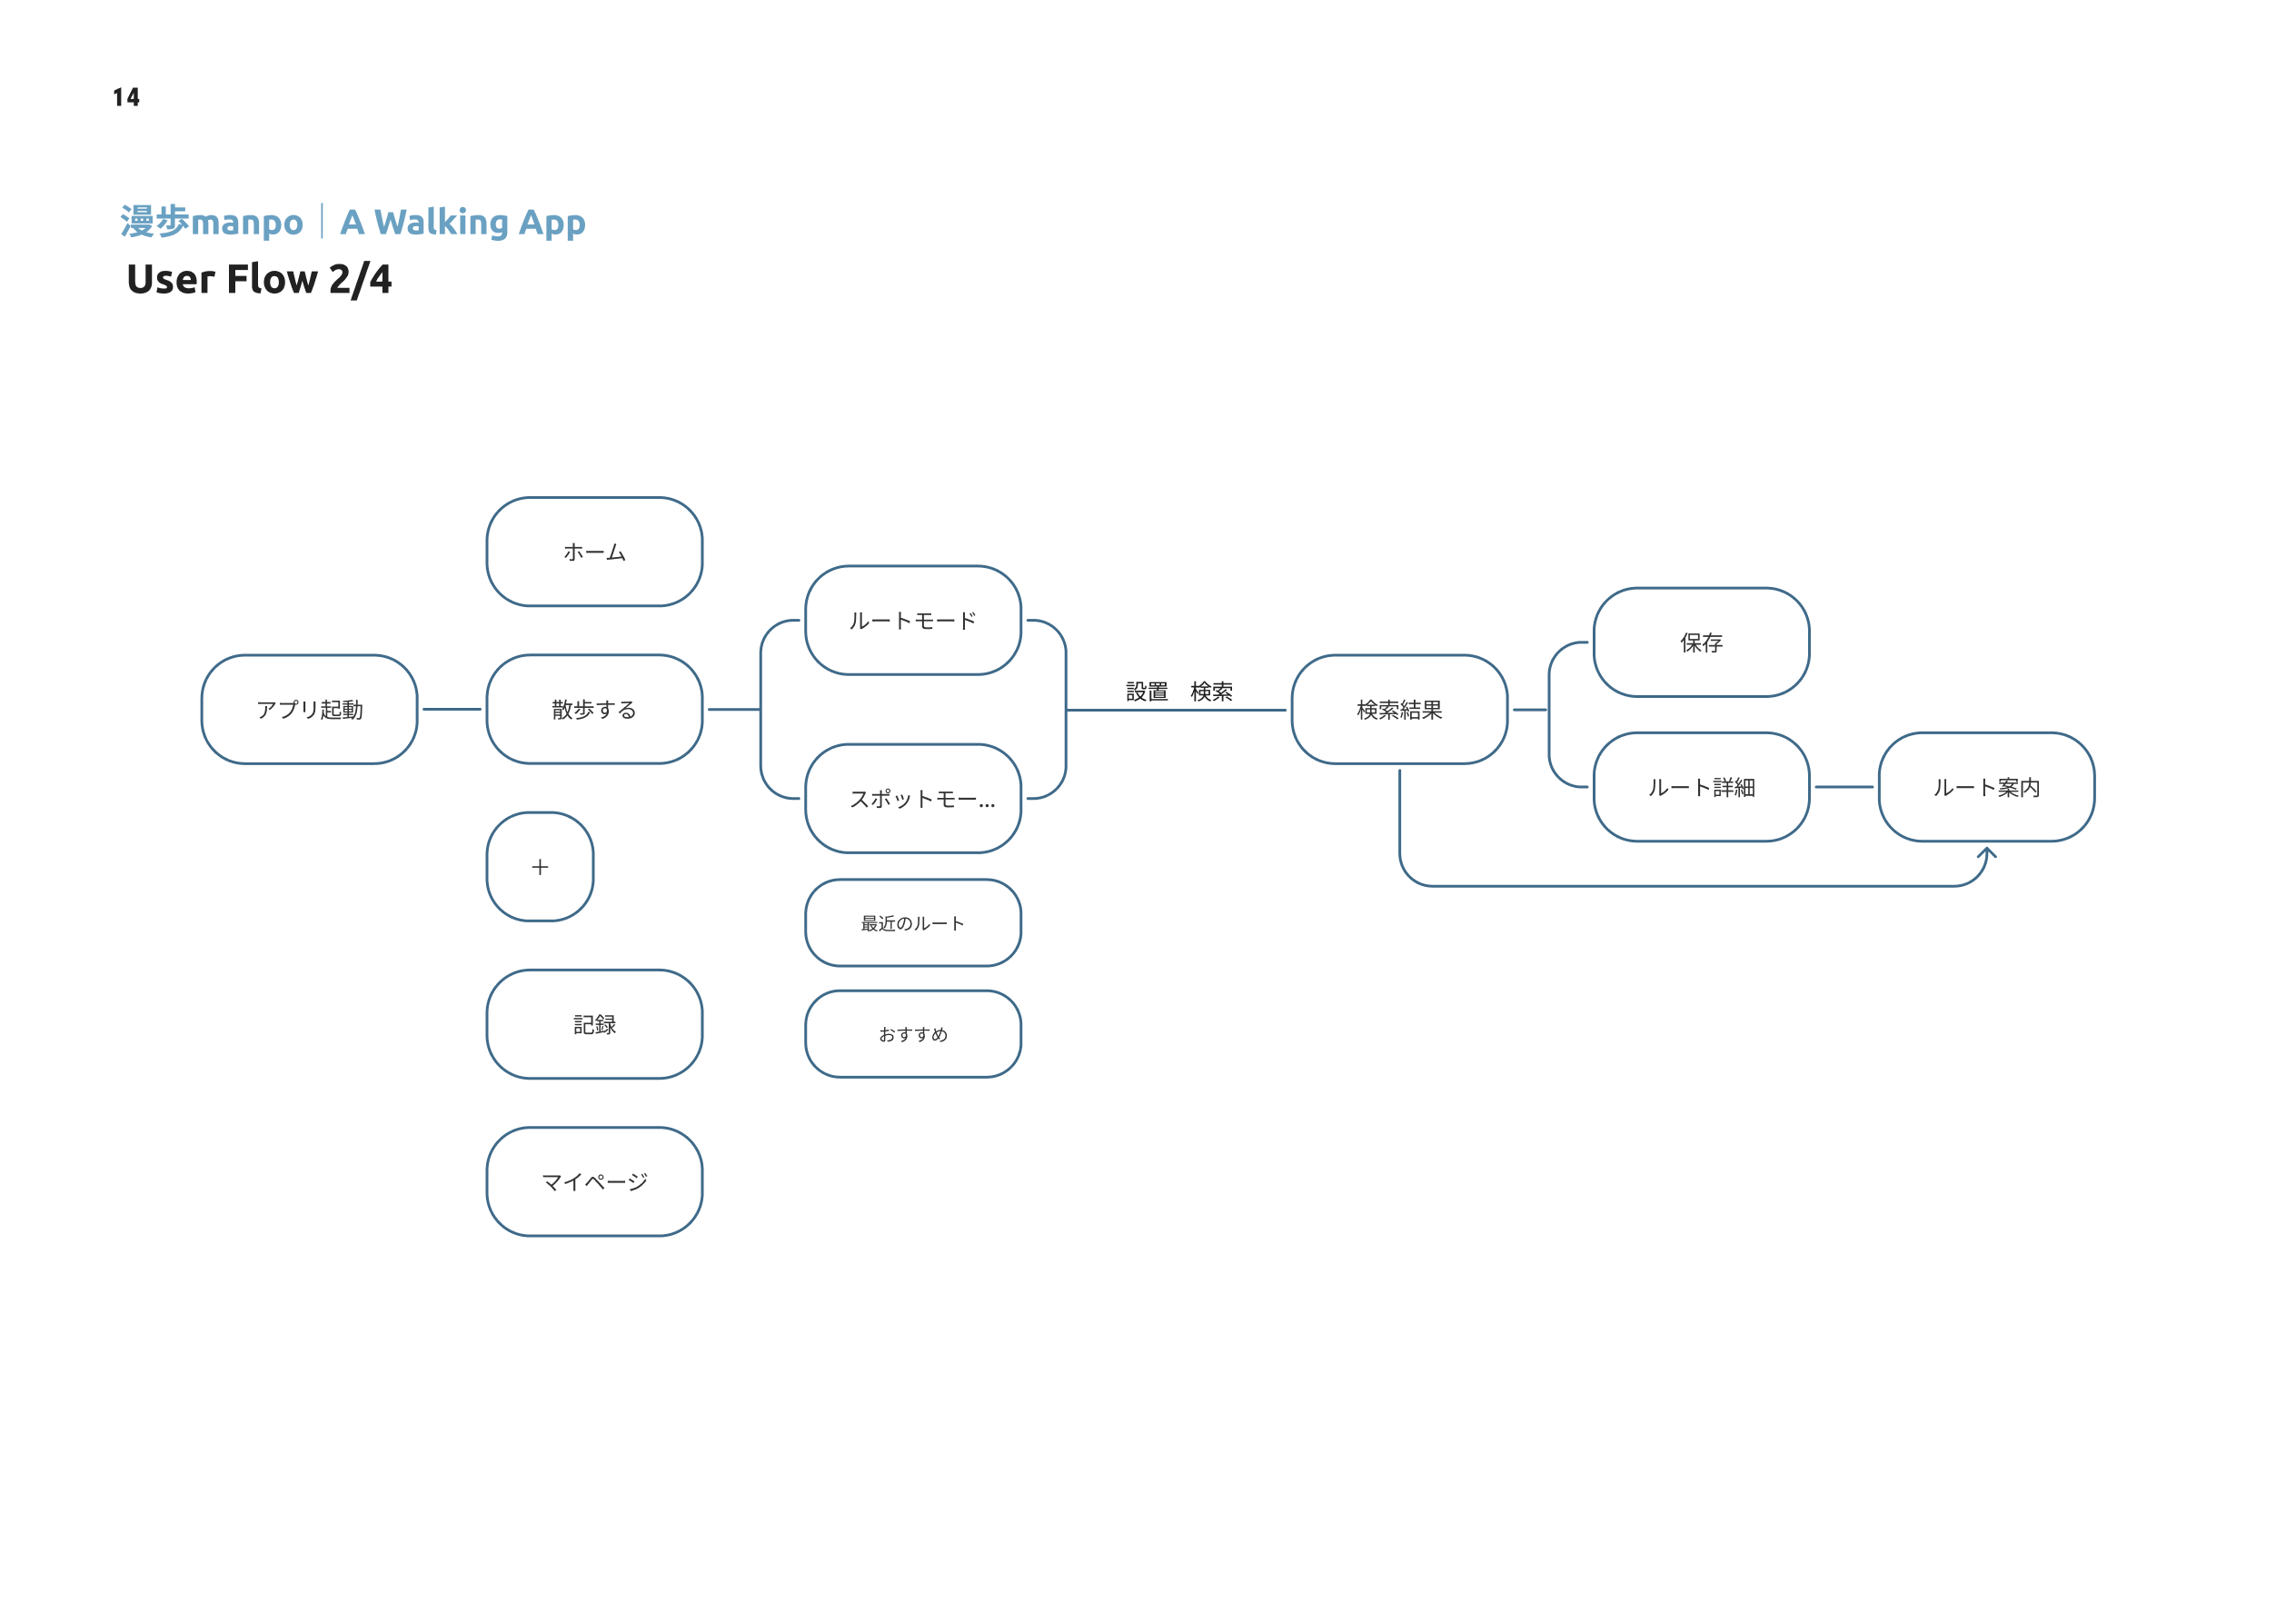 14
漫歩manpo｜A Walking App
User Flow 2/4
ホーム
ルートモード
保存
アプリ起動
散歩する
設置　検索
検索結果
スポットモー...
ルート詳細
ルート案内
+
最近のルート
記録
おすすめ
マイページ